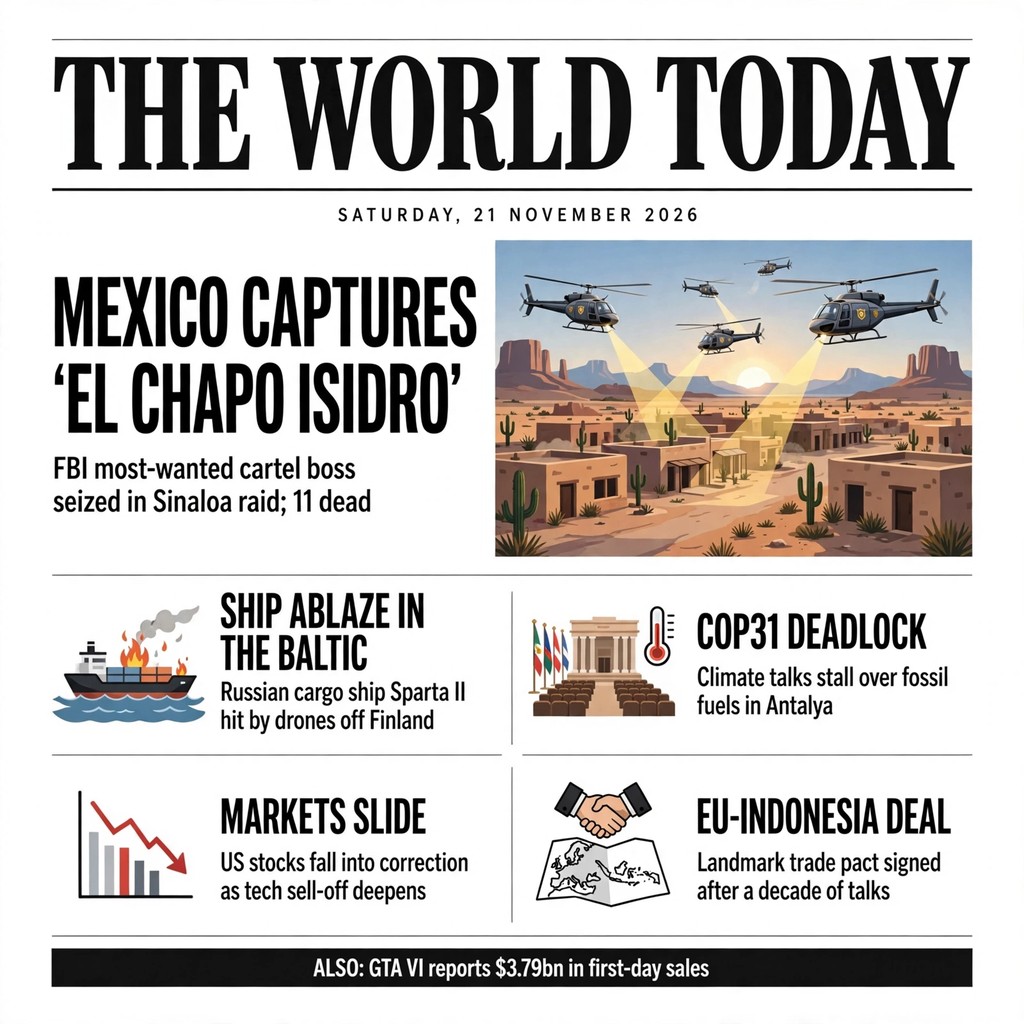 THE WORLD TODAY
SATURDAY, 21 NOVEMBER 2026
MEXICO CAPTURES
‘EL CHAPO ISIDRO’
FBI most-wanted cartel boss
seized in Sinaloa raid; 11 dead
SHIP ABLAZE IN
THE BALTIC
Russian cargo ship Sparta II
hit by drones off Finland
COP31 DEADLOCK
Climate talks stall over fossil
fuels in Antalya
MARKETS SLIDE
US stocks fall into correction
as tech sell-off deepens
EU-INDONESIA DEAL
Landmark trade pact signed
after a decade of talks
ALSO: GTA VI reports $3.79bn in first-day sales